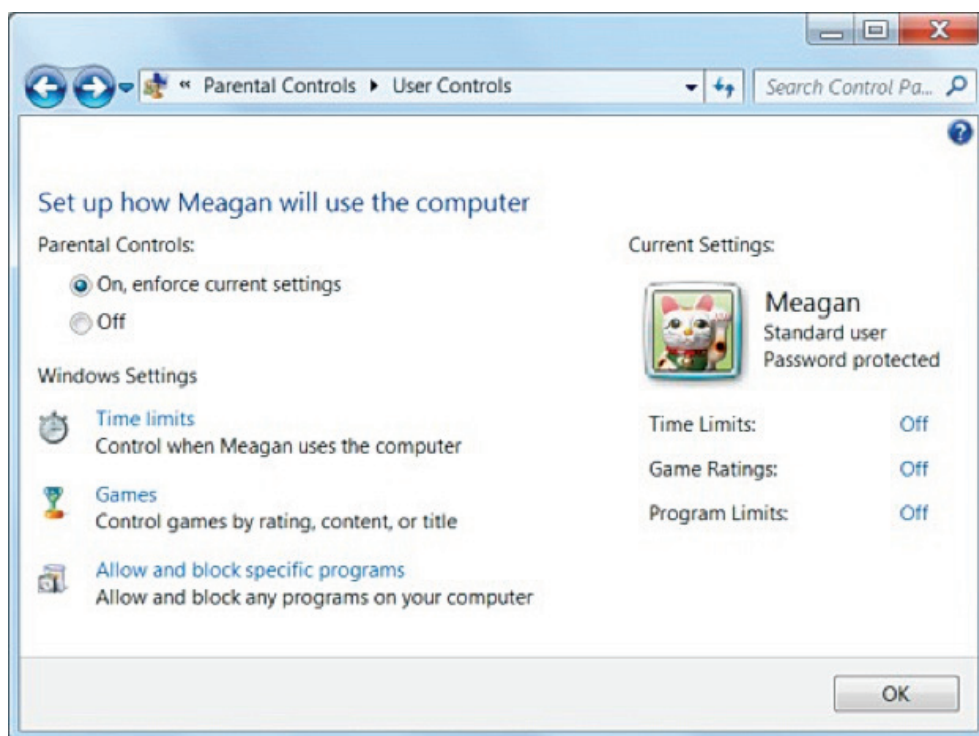 « Parental Controls ▸ User Controls
Search Control Pa...
Set up how Meagan will use the computer
Parental Controls:
On, enforce current settings
Off
Windows Settings
Time limits
Control when Meagan uses the computer
Games
Control games by rating, content, or title
Allow and block specific programs
Allow and block any programs on your computer
Current Settings:
Meagan
Standard user
Password protected
Time Limits: Off
Game Ratings: Off
Program Limits: Off
OK